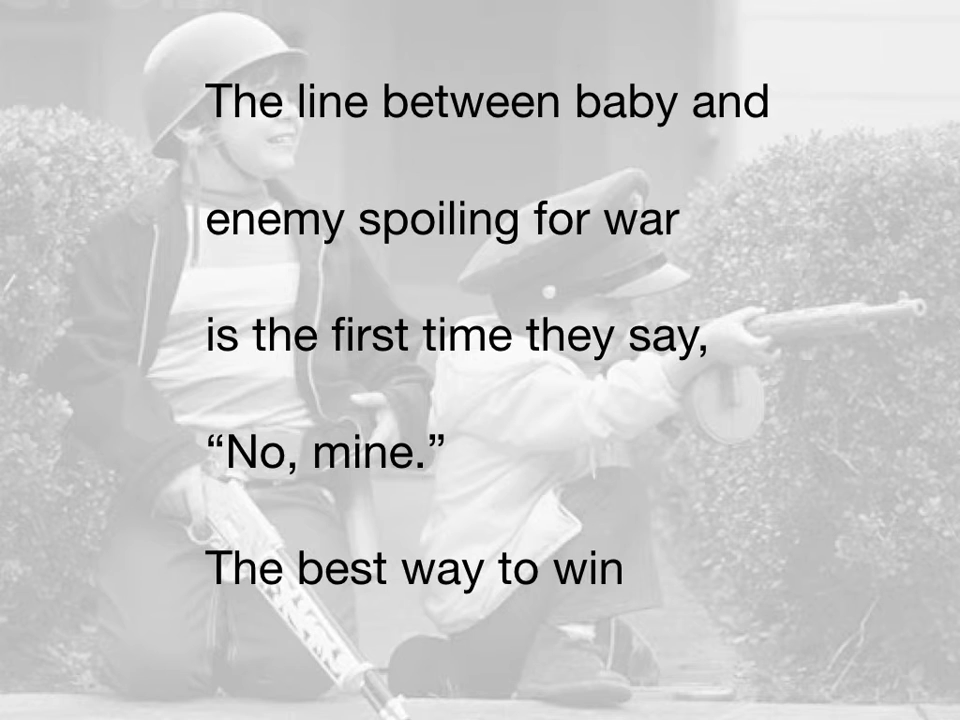 The line between baby and
enemy spoiling for war
is the first time they say,
“No, mine.”
The best way to win